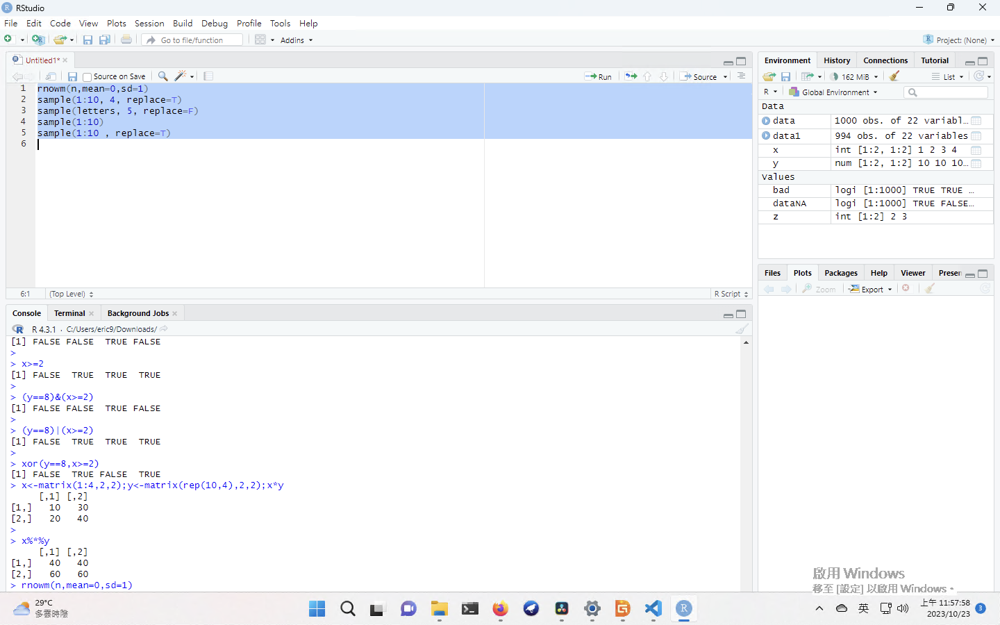 RStudio
File Edit Code View Plots Session Build Debug Profile Tools Help
Go to file/function Addins Project: (None)
Untitled1*
Source on Save Run Source
1 rnowm(n,mean=0,sd=1)
2 sample(1:10, 4, replace=T)
3 sample(letters, 5, replace=F)
4 sample(1:10)
5 sample(1:10 , replace=T)
6
6:1 (Top Level) R Script
Console Terminal Background Jobs
R 4.3.1 · C:/Users/eric9/Downloads/
[1] FALSE FALSE  TRUE FALSE
>
> x>=2
[1] FALSE  TRUE  TRUE  TRUE
>
> (y==8)&(x>=2)
[1] FALSE FALSE  TRUE FALSE
>
> (y==8)|(x>=2)
[1] FALSE  TRUE  TRUE  TRUE
>
> xor(y==8,x>=2)
[1] FALSE  TRUE FALSE  TRUE
> x<-matrix(1:4,2,2);y<-matrix(rep(10,4),2,2);x*y
     [,1] [,2]
[1,]   10   30
[2,]   20   40
>
> x%*%y
     [,1] [,2]
[1,]   40   40
[2,]   60   60
> rnowm(n,mean=0,sd=1)
Environment History Connections Tutorial
162 MiB List
R Global Environment
Data
data 1000 obs. of 22 variabl…
data1 994 obs. of 22 variables
x int [1:2, 1:2] 1 2 3 4
y num [1:2, 1:2] 10 10 10…
Values
bad logi [1:1000] TRUE TRUE …
dataNA logi [1:1000] TRUE FALSE…
z int [1:2] 2 3
Files Plots Packages Help Viewer Presen
Zoom Export
啟用 Windows
移至 [設定] 以啟用 Windows。
29°C
多雲時陰
英
上午 11:57:58
2023/10/23
3